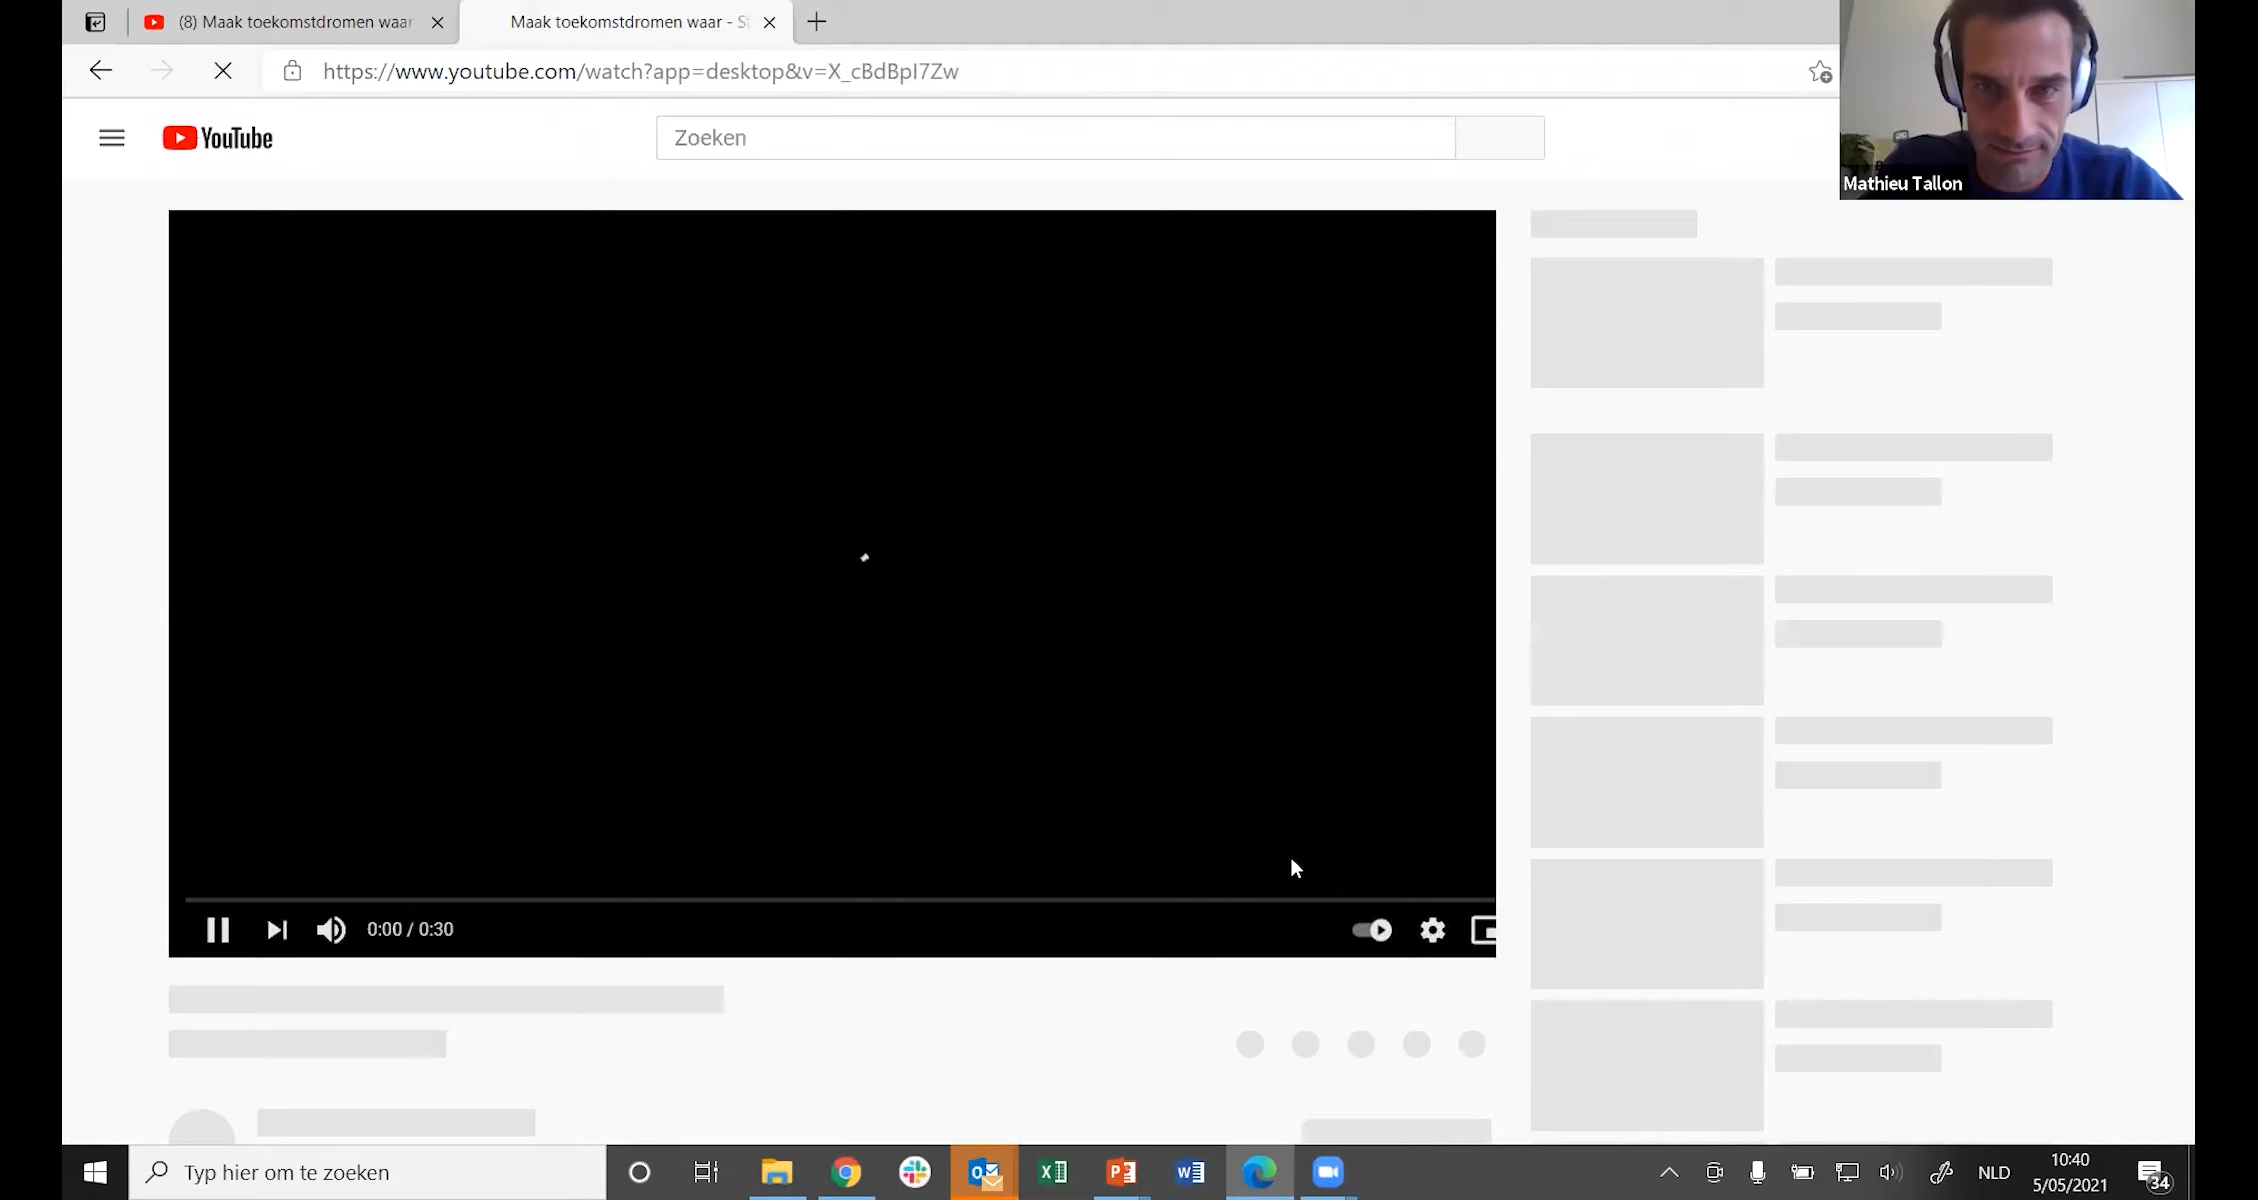 (8) Maak toekomstdromen waar
Maak toekomstdromen waar - St
https://www.youtube.com/watch?app=desktop&v=X_cBdBpI7Zw
YouTube
Zoeken
Mathieu Tallon
0:00 / 0:30
Typ hier om te zoeken
NLD
10:40
5/05/2021
34